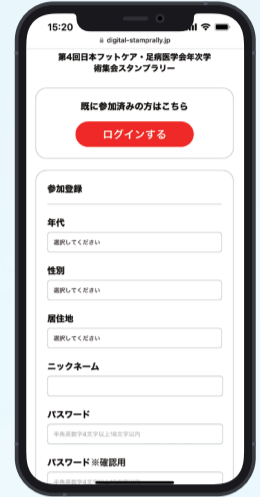 15:20
digital-stamprally.jp
第4回日本フットケア・足病医学会年次学
術集会スタンプラリー
既に参加済みの方はこちら
ログインする
参加登録
年代
選択してください
性別
選択してください
居住地
選択してください
ニックネーム
パスワード
半角英数字4文字以上16文字以内
パスワード※確認用